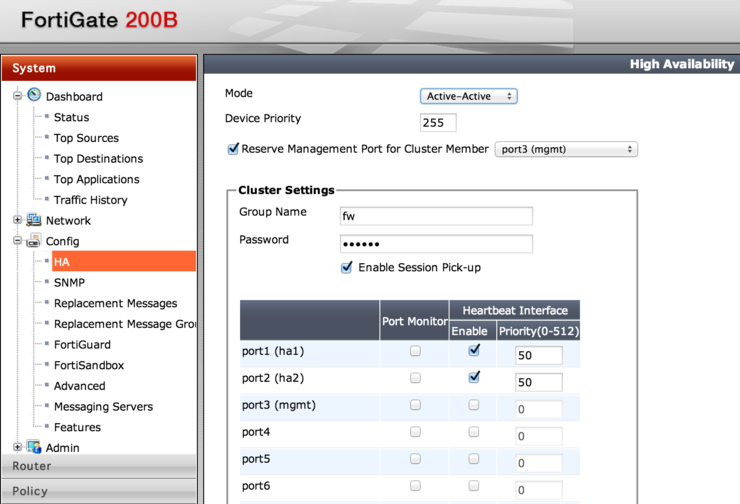 FortiGate 200B
System
Dashboard
Status
Top Sources
Top Destinations
Top Applications
Traffic History
Network
Config
HA
SNMP
Replacement Messages
Replacement Message Grou
FortiGuard
FortiSandbox
Advanced
Messaging Servers
Features
Admin
Router
Policy
High Availability
Mode Active-Active
Device Priority 255
Reserve Management Port for Cluster Member port3 (mgmt)
Cluster Settings
Group Name fw
Password ••••••
Enable Session Pick-up
Port Monitor Heartbeat Interface
Enable Priority(0-512)
port1 (ha1) 50
port2 (ha2) 50
port3 (mgmt) 0
port4 0
port5 0
port6 0